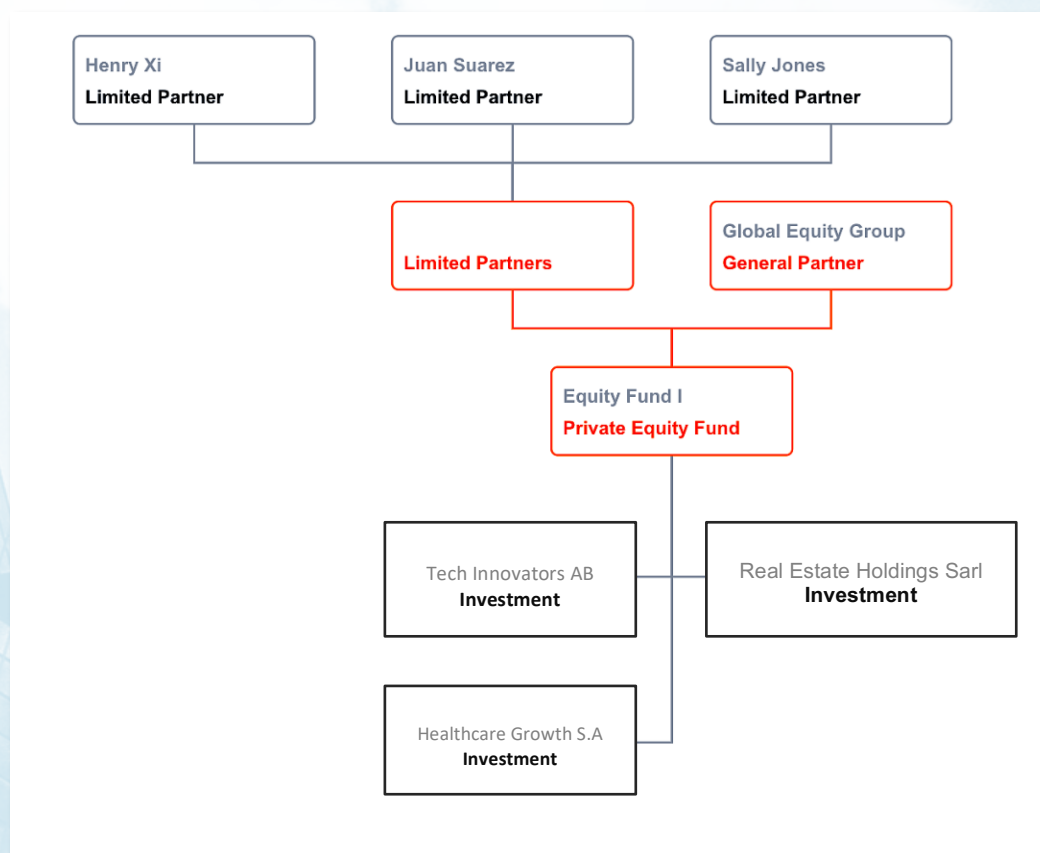 Henry Xi
Limited Partner
Juan Suarez
Limited Partner
Sally Jones
Limited Partner
Limited Partners
Global Equity Group
General Partner
Equity Fund I
Private Equity Fund
Tech Innovators AB
Investment
Real Estate Holdings Sarl
Investment
Healthcare Growth S.A
Investment